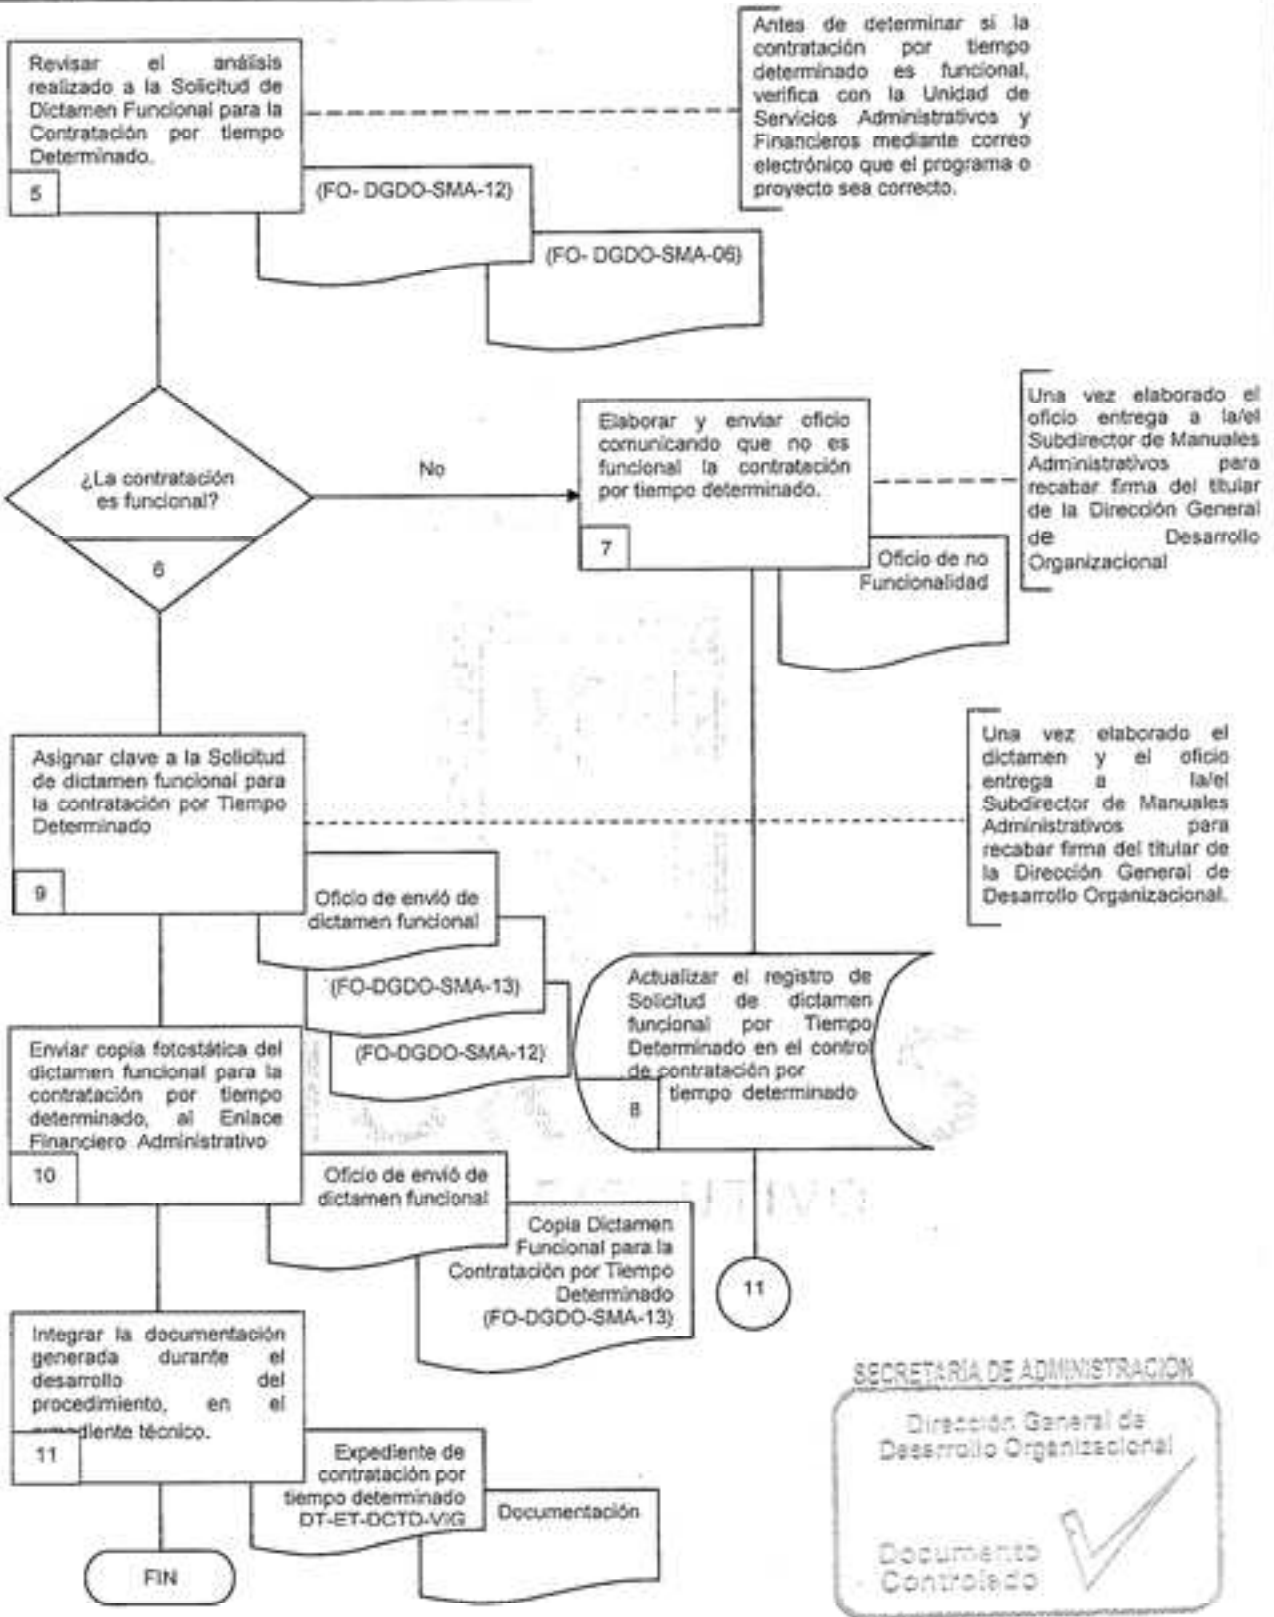 Revisar el análisis
realizado a la Solicitud de
Dictamen Funcional para la
Contratación por tiempo
Determinado.
5
Antes de determinar si la
contratación por tiempo
determinado es funcional,
verifica con la Unidad de
Servicios Administrativos y
Financieros mediante correo
electrónico que el programa o
proyecto sea correcto.
(FO- DGDO-SMA-12)
(FO- DGDO-SMA-06)
¿La contratación
es funcional?
6
No
Elaborar y enviar oficio
comunicando que no es
funcional la contratación
por tiempo determinado.
7
Una vez elaborado el
oficio entrega a la/el
Subdirector de Manuales
Administrativos para
recabar firma del titular
de la Dirección General
de Desarrollo
Organizacional
Oficio de no
Funcionalidad
Asignar clave a la Solicitud
de dictamen funcional para
la contratación por Tiempo
Determinado
9
Una vez elaborado el
dictamen y el oficio
entrega a la/el
Subdirector de Manuales
Administrativos para
recabar firma del titular de
la Dirección General de
Desarrollo Organizacional.
Oficio de envió de
dictamen funcional
(FO-DGDO-SMA-13)
(FO-DGDO-SMA-12)
Actualizar el registro de
Solicitud de dictamen
funcional por Tiempo
Determinado en el control
de contratación por
tiempo determinado
8
Enviar copia fotostática del
dictamen funcional para la
contratación por tiempo
determinado, al Enlace
Financiero Administrativo
10
Oficio de envió de
dictamen funcional
Copia Dictamen
Funcional para la
Contratación por Tiempo
Determinado
(FO-DGDO-SMA-13)
11
Integrar la documentación
generada durante el
desarrollo del
procedimiento, en el
técnico.
11
Expediente de
contratación por
tiempo determinado
DT-ET-DCTD-VIG
Documentación
FIN
SECRETARÍA DE ADMINISTRACIÓN
Dirección General de
Desarrollo Organizacional
Documento
Controlado